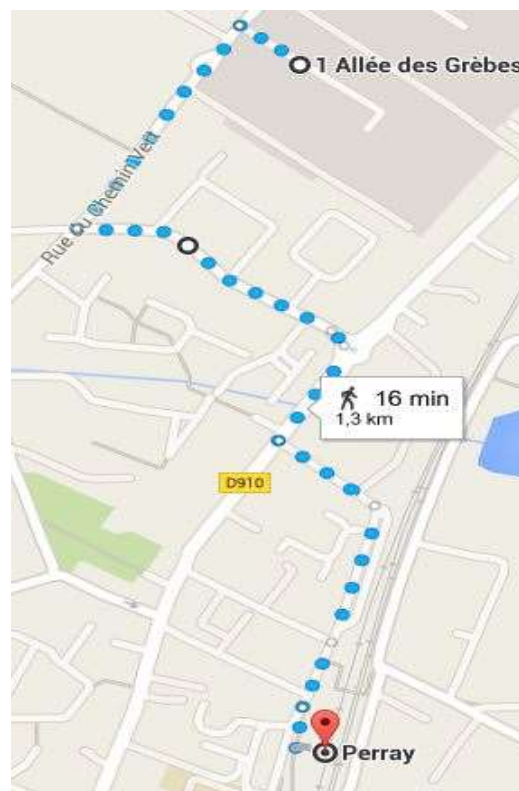 1 Allée des Grèbes
Rue du Chemin Vert
16 min
1,3 km
D910
Perray